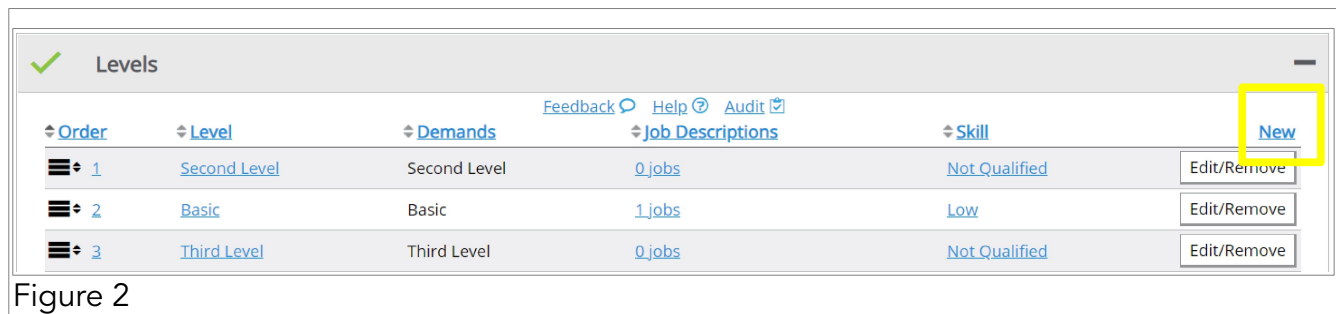 Levels
Feedback Help Audit
Order Level Demands Job Descriptions Skill New
1 Second Level Second Level 0 jobs Not Qualified Edit/Remove
2 Basic Basic 1 jobs Low Edit/Remove
3 Third Level Third Level 0 jobs Not Qualified Edit/Remove
Figure 2